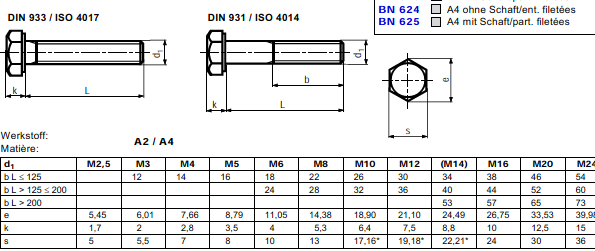 BN 624 A4 ohne Schaft/ent. filetées
BN 625 A4 mit Schaft/part. filetées
DIN 933 / ISO 4017 DIN 931 / ISO 4014
d1 d1 e
b
k L k L
s
Werkstoff:
Matière: A2 / A4
d1 M2,5 M3 M4 M5 M6 M8 M10 M12 (M14) M16 M20 M24
b L ≤ 125 12 14 16 18 22 26 30 34 38 46 54
b L > 125 ≤ 200 24 28 32 36 40 44 52 60
b L > 200 53 57 65 73
e 5,45 6,01 7,66 8,79 11,05 14,38 18,90 21,10 24,49 26,75 33,53 39,98
k 1,7 2 2,8 3,5 4 5,3 6,4 7,5 8,8 10 12,5 15
s 5 5,5 7 8 10 13 17,16* 19,18* 22,21* 24 30 36